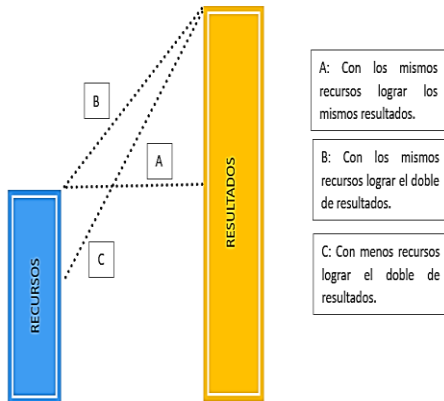 B
A
C
RECURSOS
RESULTADOS
A: Con los mismos
recursos lograr los
mismos resultados.
B: Con los mismos
recursos lograr el doble
de resultados.
C: Con menos recursos
lograr el doble de
resultados.